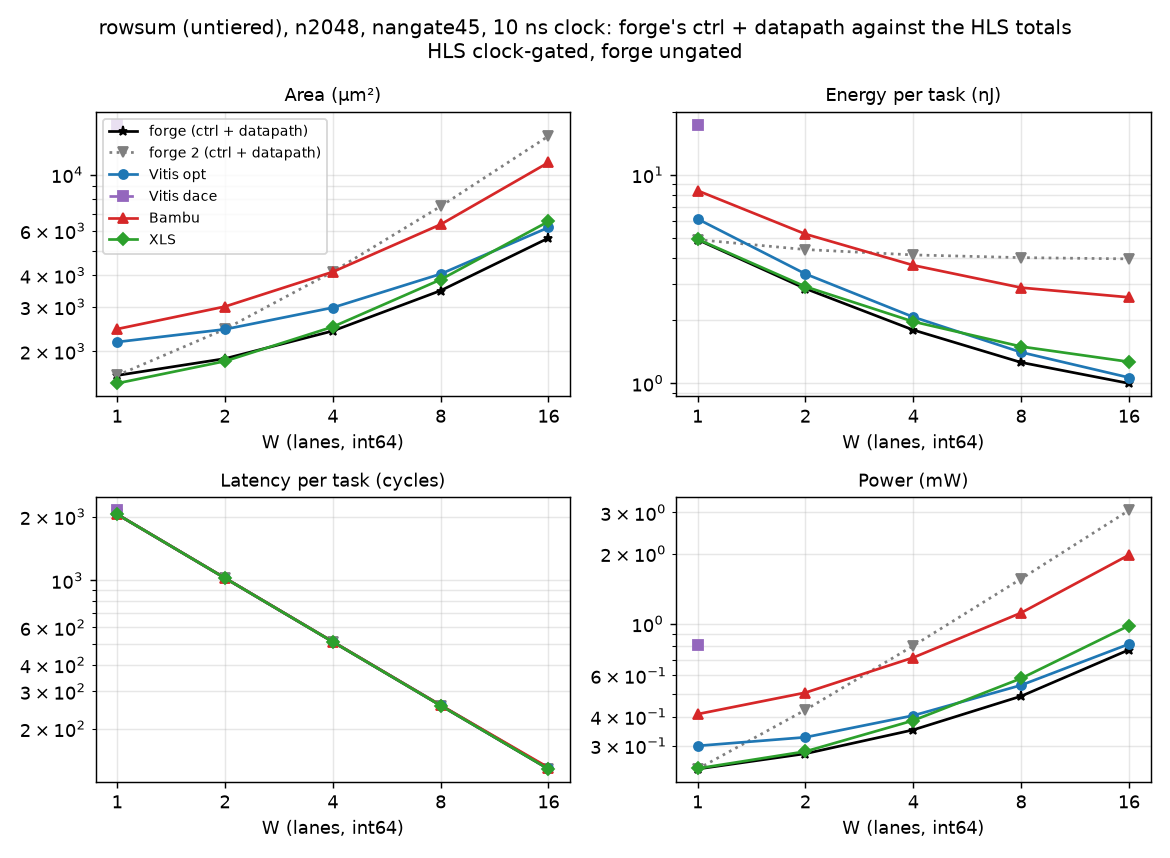 rowsum (untiered), n2048, nangate45, 10 ns clock: forge's ctrl + datapath against the HLS totals
HLS clock-gated, forge ungated
Area (μm²)
forge (ctrl + datapath)
forge 2 (ctrl + datapath)
Vitis opt
Vitis dace
Bambu
XLS
10⁴
6 × 10³
4 × 10³
3 × 10³
2 × 10³
1 2 4 8 16
W (lanes, int64)
Energy per task (nJ)
10¹
10⁰
1 2 4 8 16
W (lanes, int64)
Latency per task (cycles)
2 × 10³
10³
6 × 10²
4 × 10²
3 × 10²
2 × 10²
1 2 4 8 16
W (lanes, int64)
Power (mW)
3 × 10⁰
2 × 10⁰
10⁰
6 × 10⁻¹
4 × 10⁻¹
3 × 10⁻¹
1 2 4 8 16
W (lanes, int64)